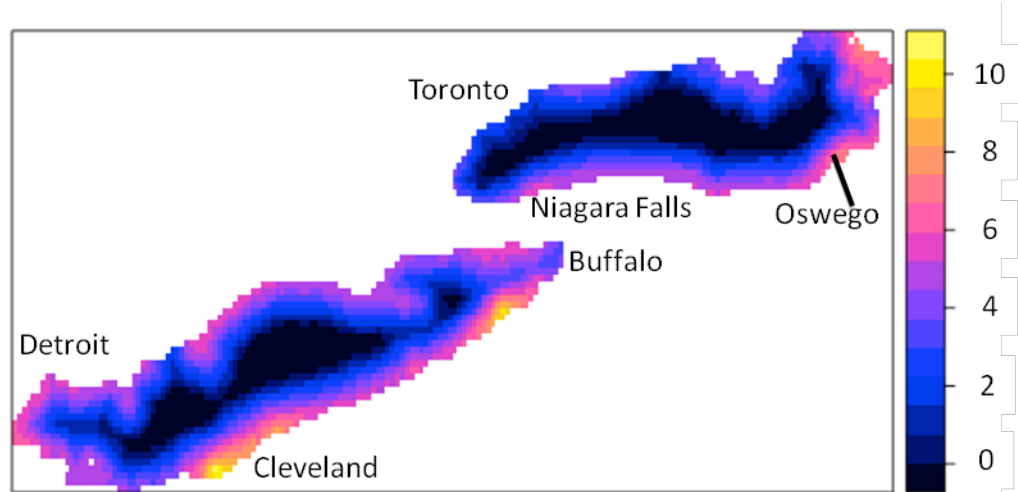 Toronto
Niagara Falls
Oswego
Buffalo
Detroit
Cleveland
10
8
6
4
2
0